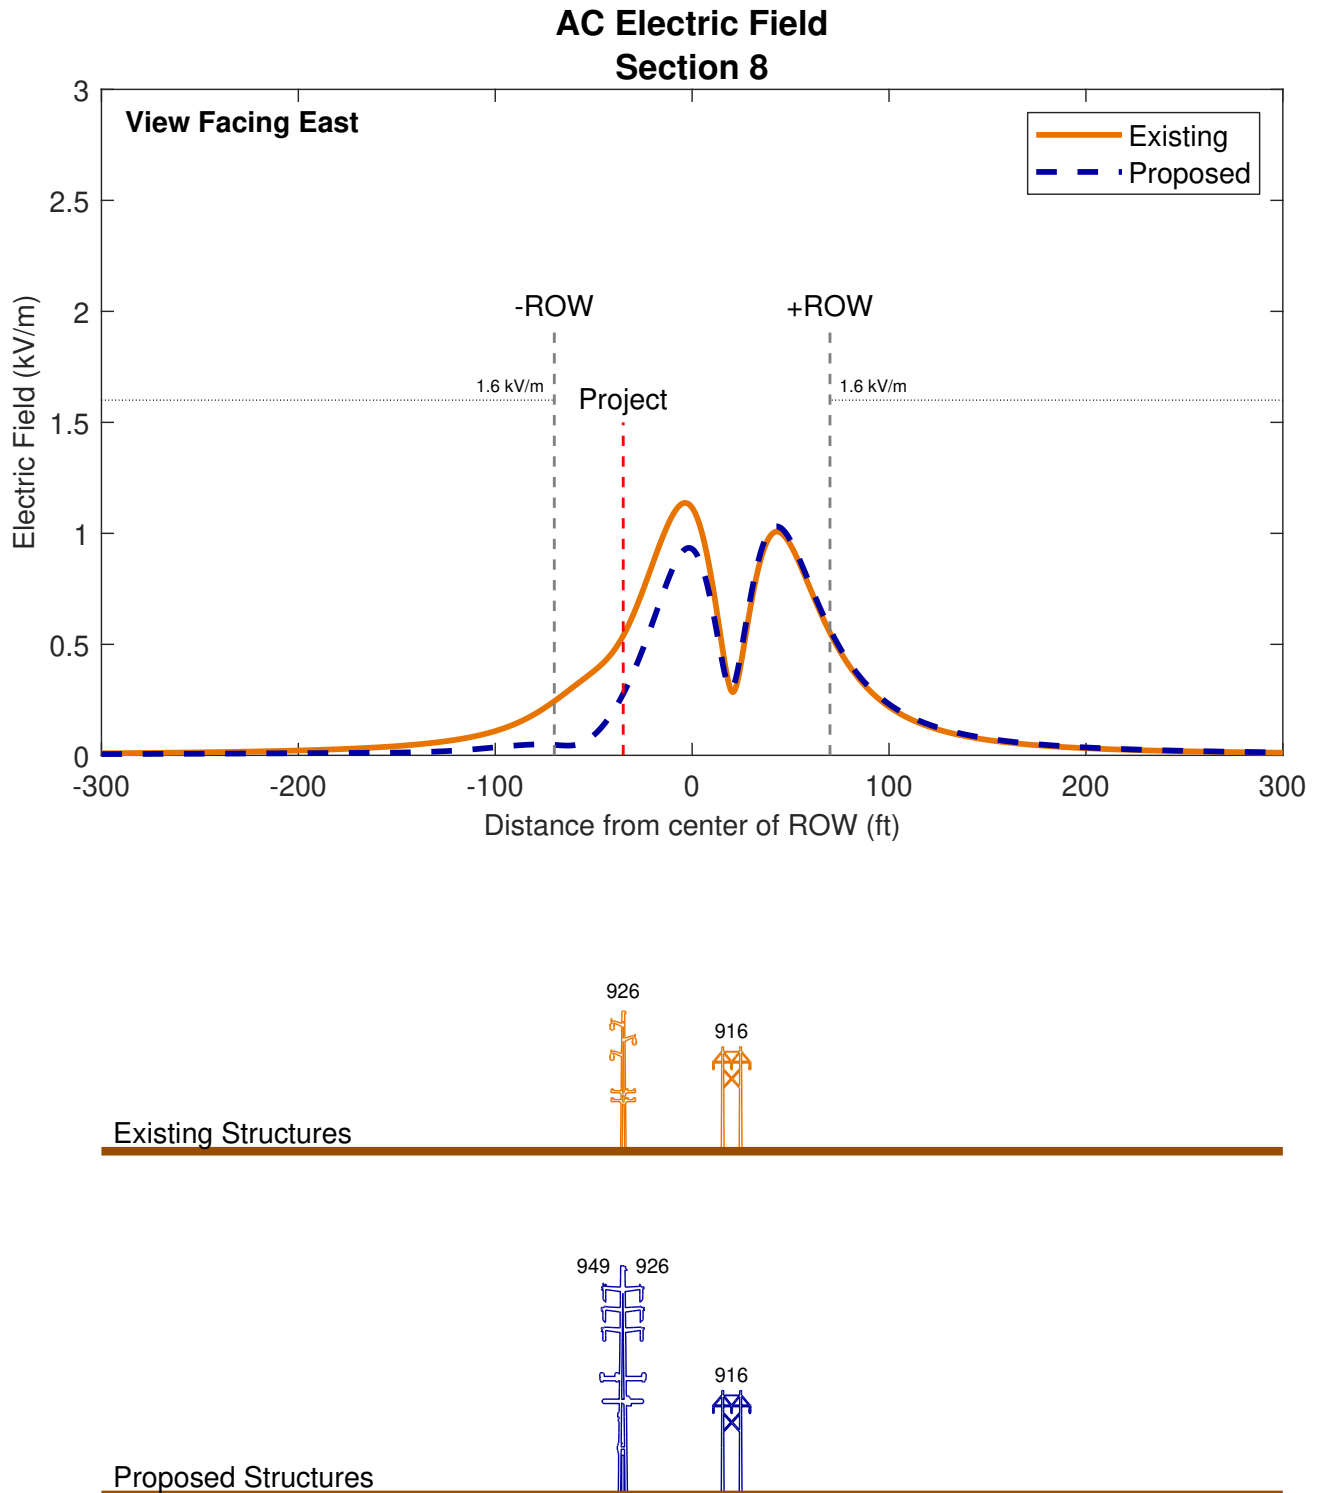 AC Electric Field
Section 8
View Facing East
Existing
Proposed
3
2.5
2
1.5
1
0.5
0
Electric Field (kV/m)
-ROW
+ROW
1.6 kV/m
Project
1.6 kV/m
-300
-200
-100
0
100
200
300
Distance from center of ROW (ft)
926
916
Existing Structures
949
926
916
Proposed Structures